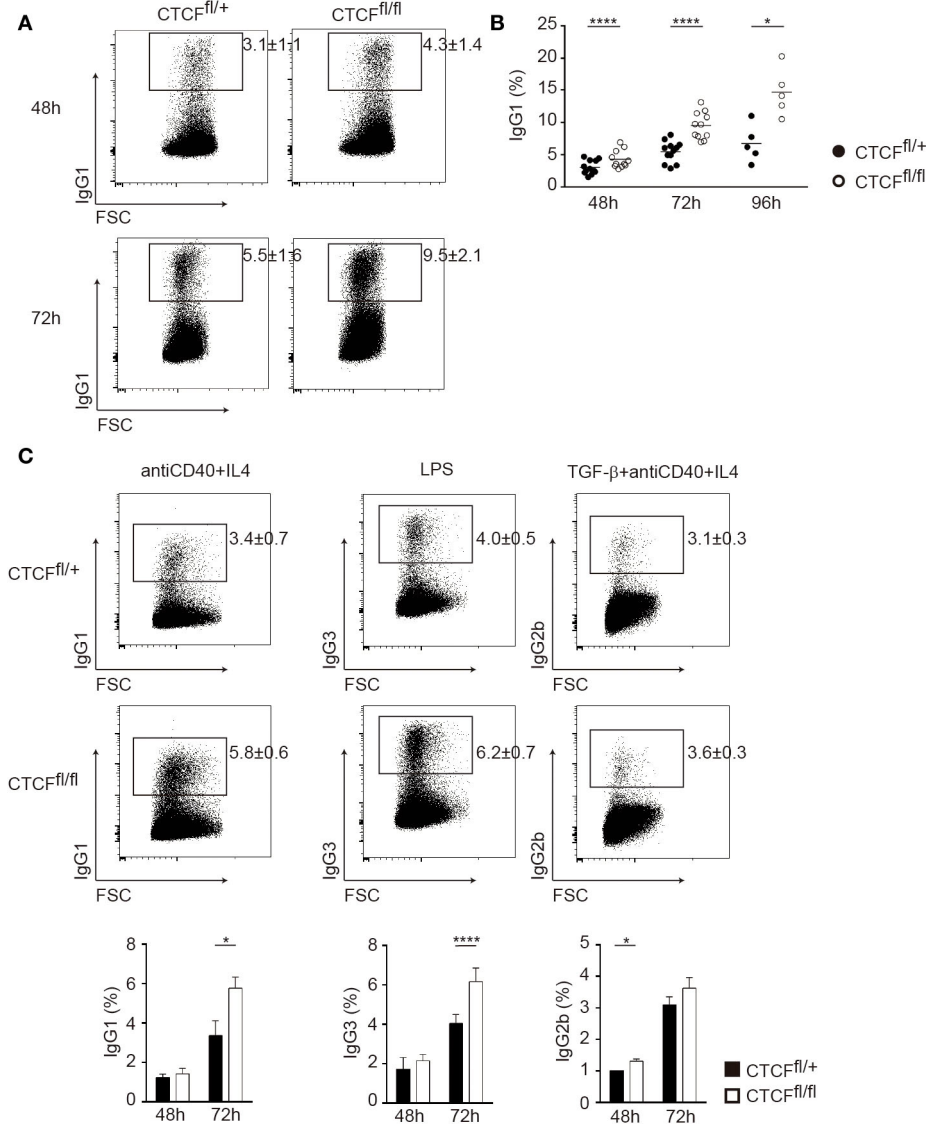 A
CTCFfl/+
CTCFfl/fl
48h
3.1±1.1
4.3±1.4
IgG1
FSC
72h
5.5±1.6
9.5±2.1
IgG1
FSC
B
25
20
15
10
5
0
IgG1 (%)
****
****
*
48h
72h
96h
CTCFfl/+
CTCFfl/fl
C
antiCD40+IL4
LPS
TGF-β+antiCD40+IL4
CTCFfl/+
3.4±0.7
4.0±0.5
3.1±0.3
IgG1
IgG3
IgG2b
FSC
FSC
FSC
CTCFfl/fl
5.8±0.6
6.2±0.7
3.6±0.3
IgG1
IgG3
IgG2b
FSC
FSC
FSC
8
6
4
2
0
IgG1 (%)
*
48h
72h
8
6
4
2
0
IgG3 (%)
****
48h
72h
5
4
3
2
1
0
IgG2b (%)
*
48h
72h
CTCFfl/+
CTCFfl/fl